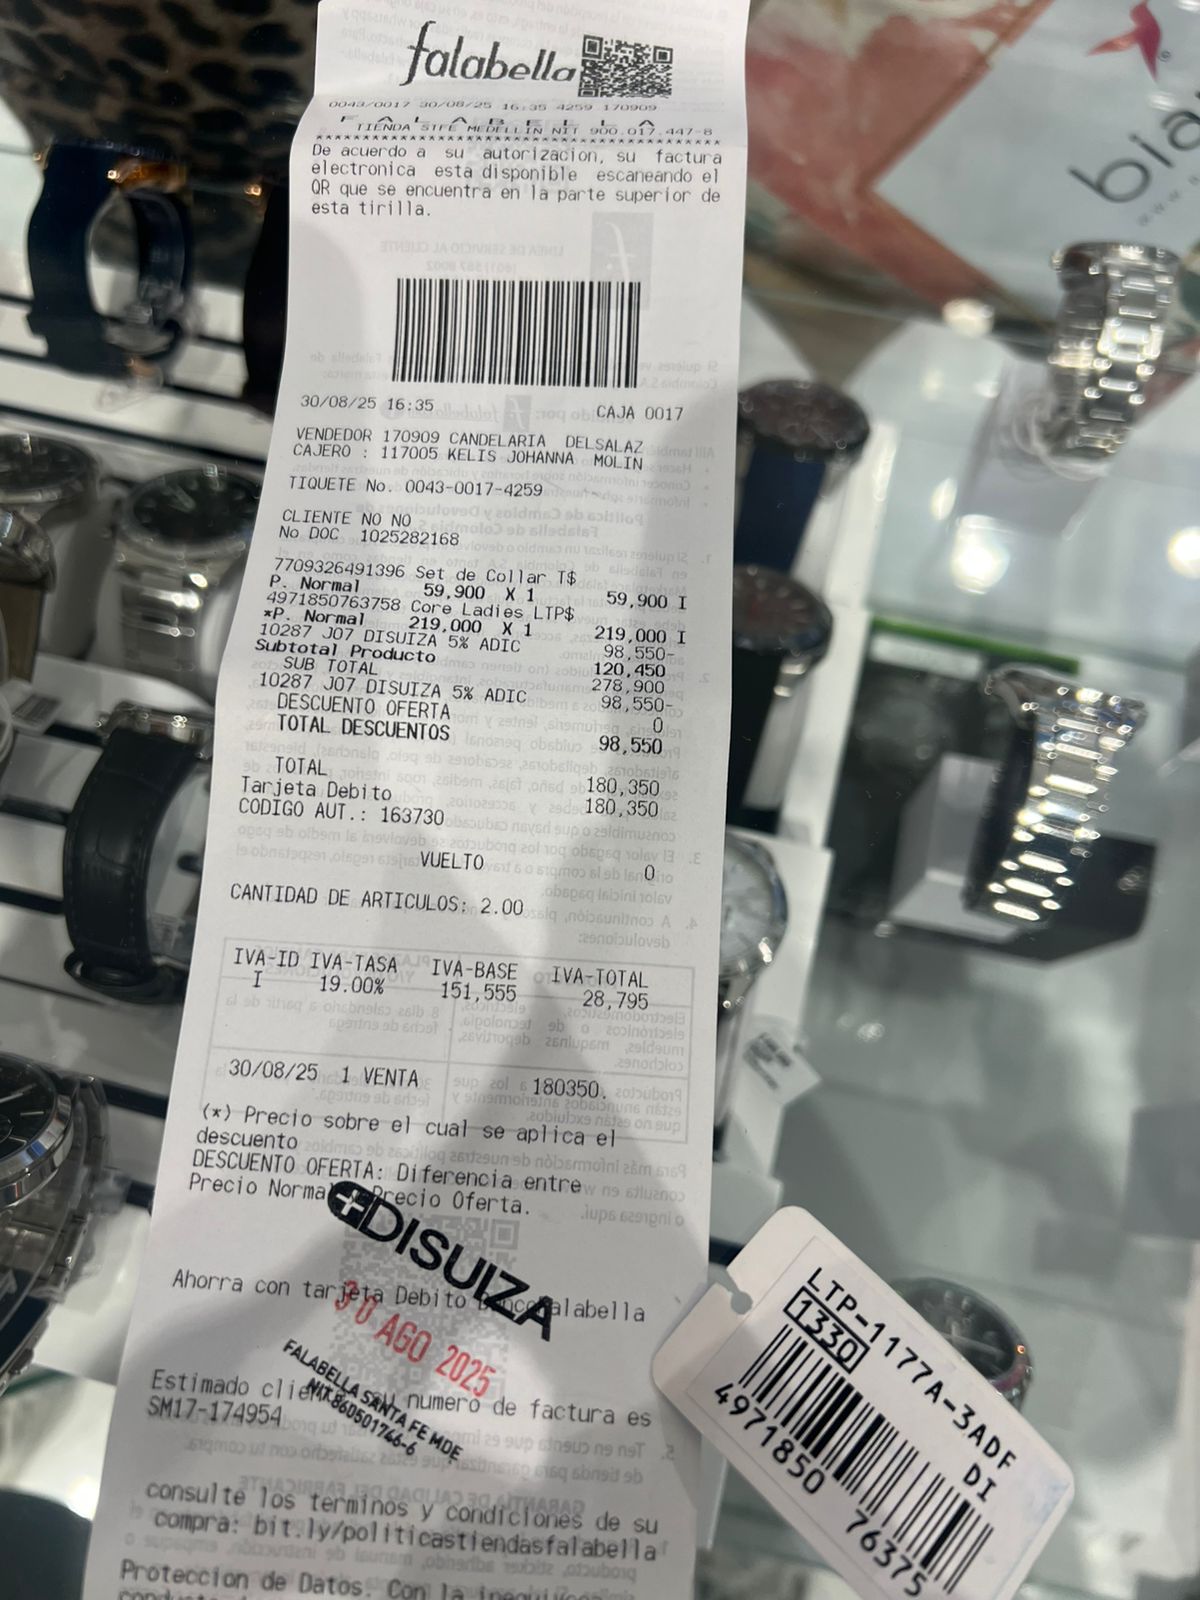 falabella
0043/0017 30/08/25 16:35 4259 170909
F A L A B E L L A
TIENDA STFE MEDELLIN NIT 900.017.447-8
****************************************
De acuerdo a su autorizacion, su factura
electronica esta disponible escaneando el
QR que se encuentra en la parte superior de
esta tirilla.
30/08/25 16:35 CAJA 0017
VENDEDOR 170909 CANDELARIA DELSALAZ
CAJERO : 117005 KELIS JOHANNA MOLIN
TIQUETE No. 0043-0017-4259
CLIENTE NO NO
No DOC 1025282168
7709326491396 Set de Collar T$
P. Normal 59,900 X 1 59,900 I
4971850763758 Core Ladies LTP$
*P. Normal 219,000 X 1 219,000 I
10287 J07 DISUIZA 5% ADIC 98,550-
Subtotal Producto 120,450
SUB TOTAL 278,900
10287 J07 DISUIZA 5% ADIC 98,550-
DESCUENTO OFERTA 0
TOTAL DESCUENTOS 98,550
TOTAL 180,350
Tarjeta Debito 180,350
CODIGO AUT.: 163730
VUELTO 0
CANTIDAD DE ARTICULOS: 2.00
IVA-ID IVA-TASA IVA-BASE IVA-TOTAL
I 19.00% 151,555 28,795
30/08/25 1 VENTA 180350.
(*) Precio sobre el cual se aplica el
descuento
DESCUENTO OFERTA: Diferencia entre
Precio Normal Precio Oferta.
+DISUIZA
Ahorra con tarjeta Debito Bancofalabella
30 AGO 2025
FALABELLA SANTA FE MDE
NIT.860501746-6
Estimado cliente su numero de factura es
SM17-174954
consulte los terminos y condiciones de su
compra: bit.ly/politicastiendasfalabella
Proteccion de Datos. Con la inequivoca
LTP-1177A-3ADF
1330 DI
4971850 76375
bia